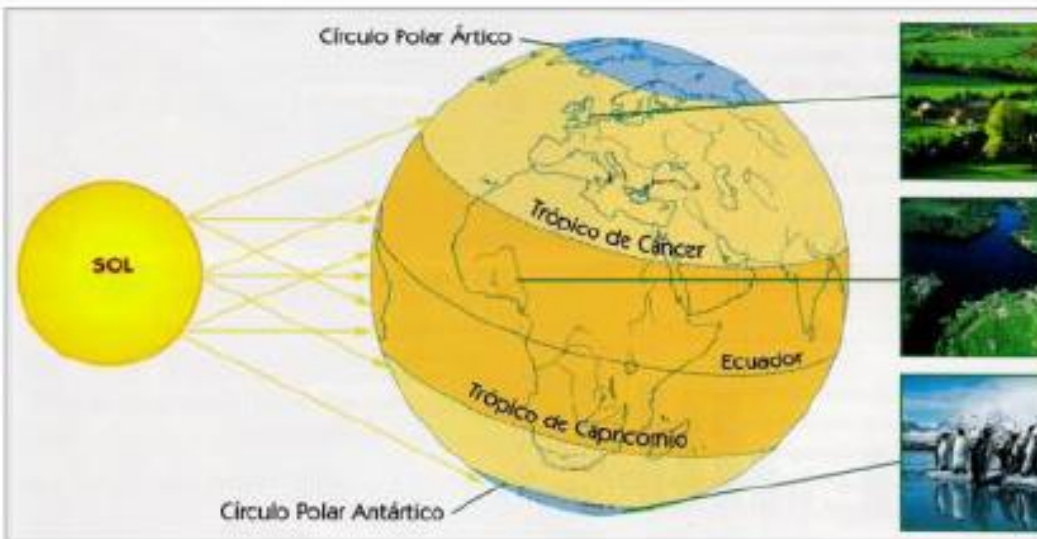 Círculo Polar Ártico
SOL
Trópico de Cáncer
Ecuador
Trópico de Capricornio
Círculo Polar Antártico